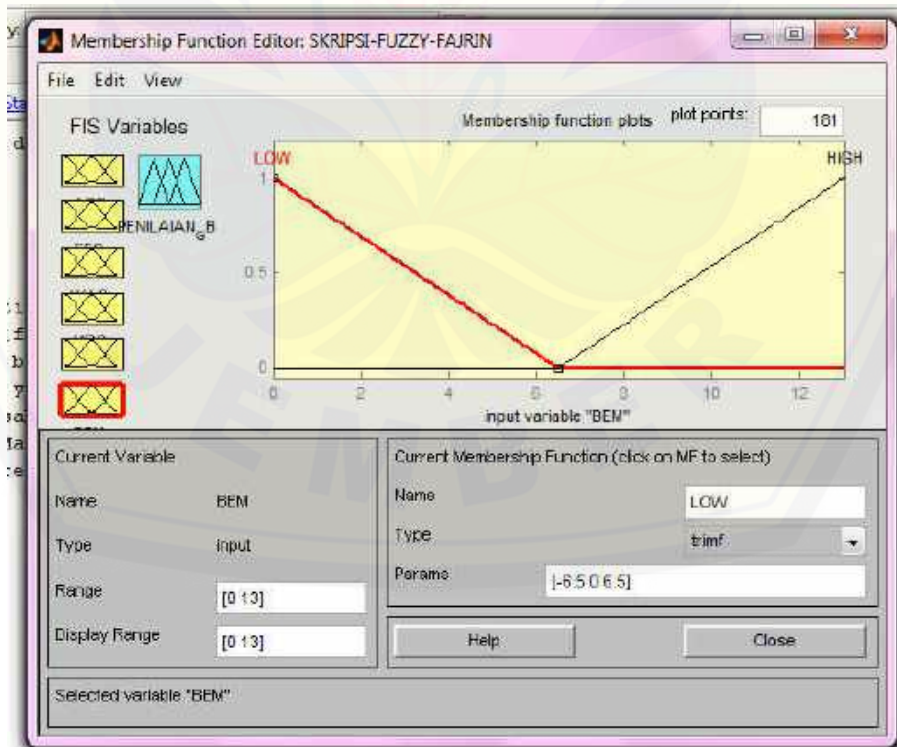 Membership Function Editor: SKRIPSI-FUZZY-FAJRIN
File Edit View
FIS Variables
Membership function plots plot points: 181
LOW HIGH
1
PENILAIAN_GB
0.5
0
0 2 4 6 8 10 12
input variable "BEM"
Current Variable
Current Membership Function (click on MF to select)
Name BEM
Name LOW
Type input
Type trimf
Params [-6.5 0 6.5]
Range [0 13]
Display Range [0 13]
Help Close
Selected variable "BEM"
JEMBER